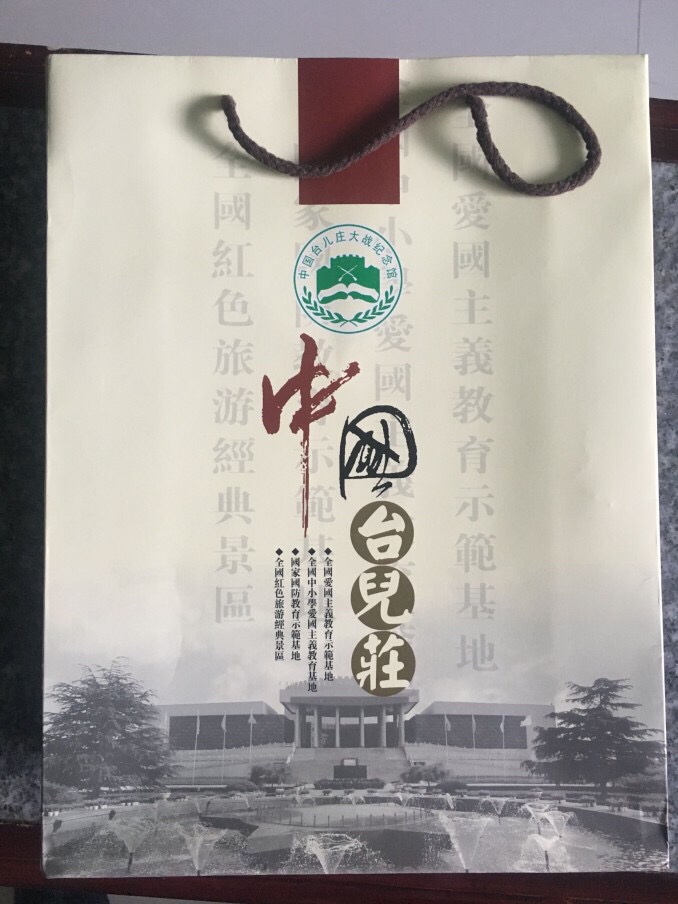 中国台儿庄大战纪念馆
中國
台兒莊
◆全國愛國主義教育示範基地
◆全國中小學愛國主義教育基地
◆國家國防教育示範基地
◆全國紅色旅游經典景區
全國愛國主義教育示範基地
全國紅色旅游經典景區